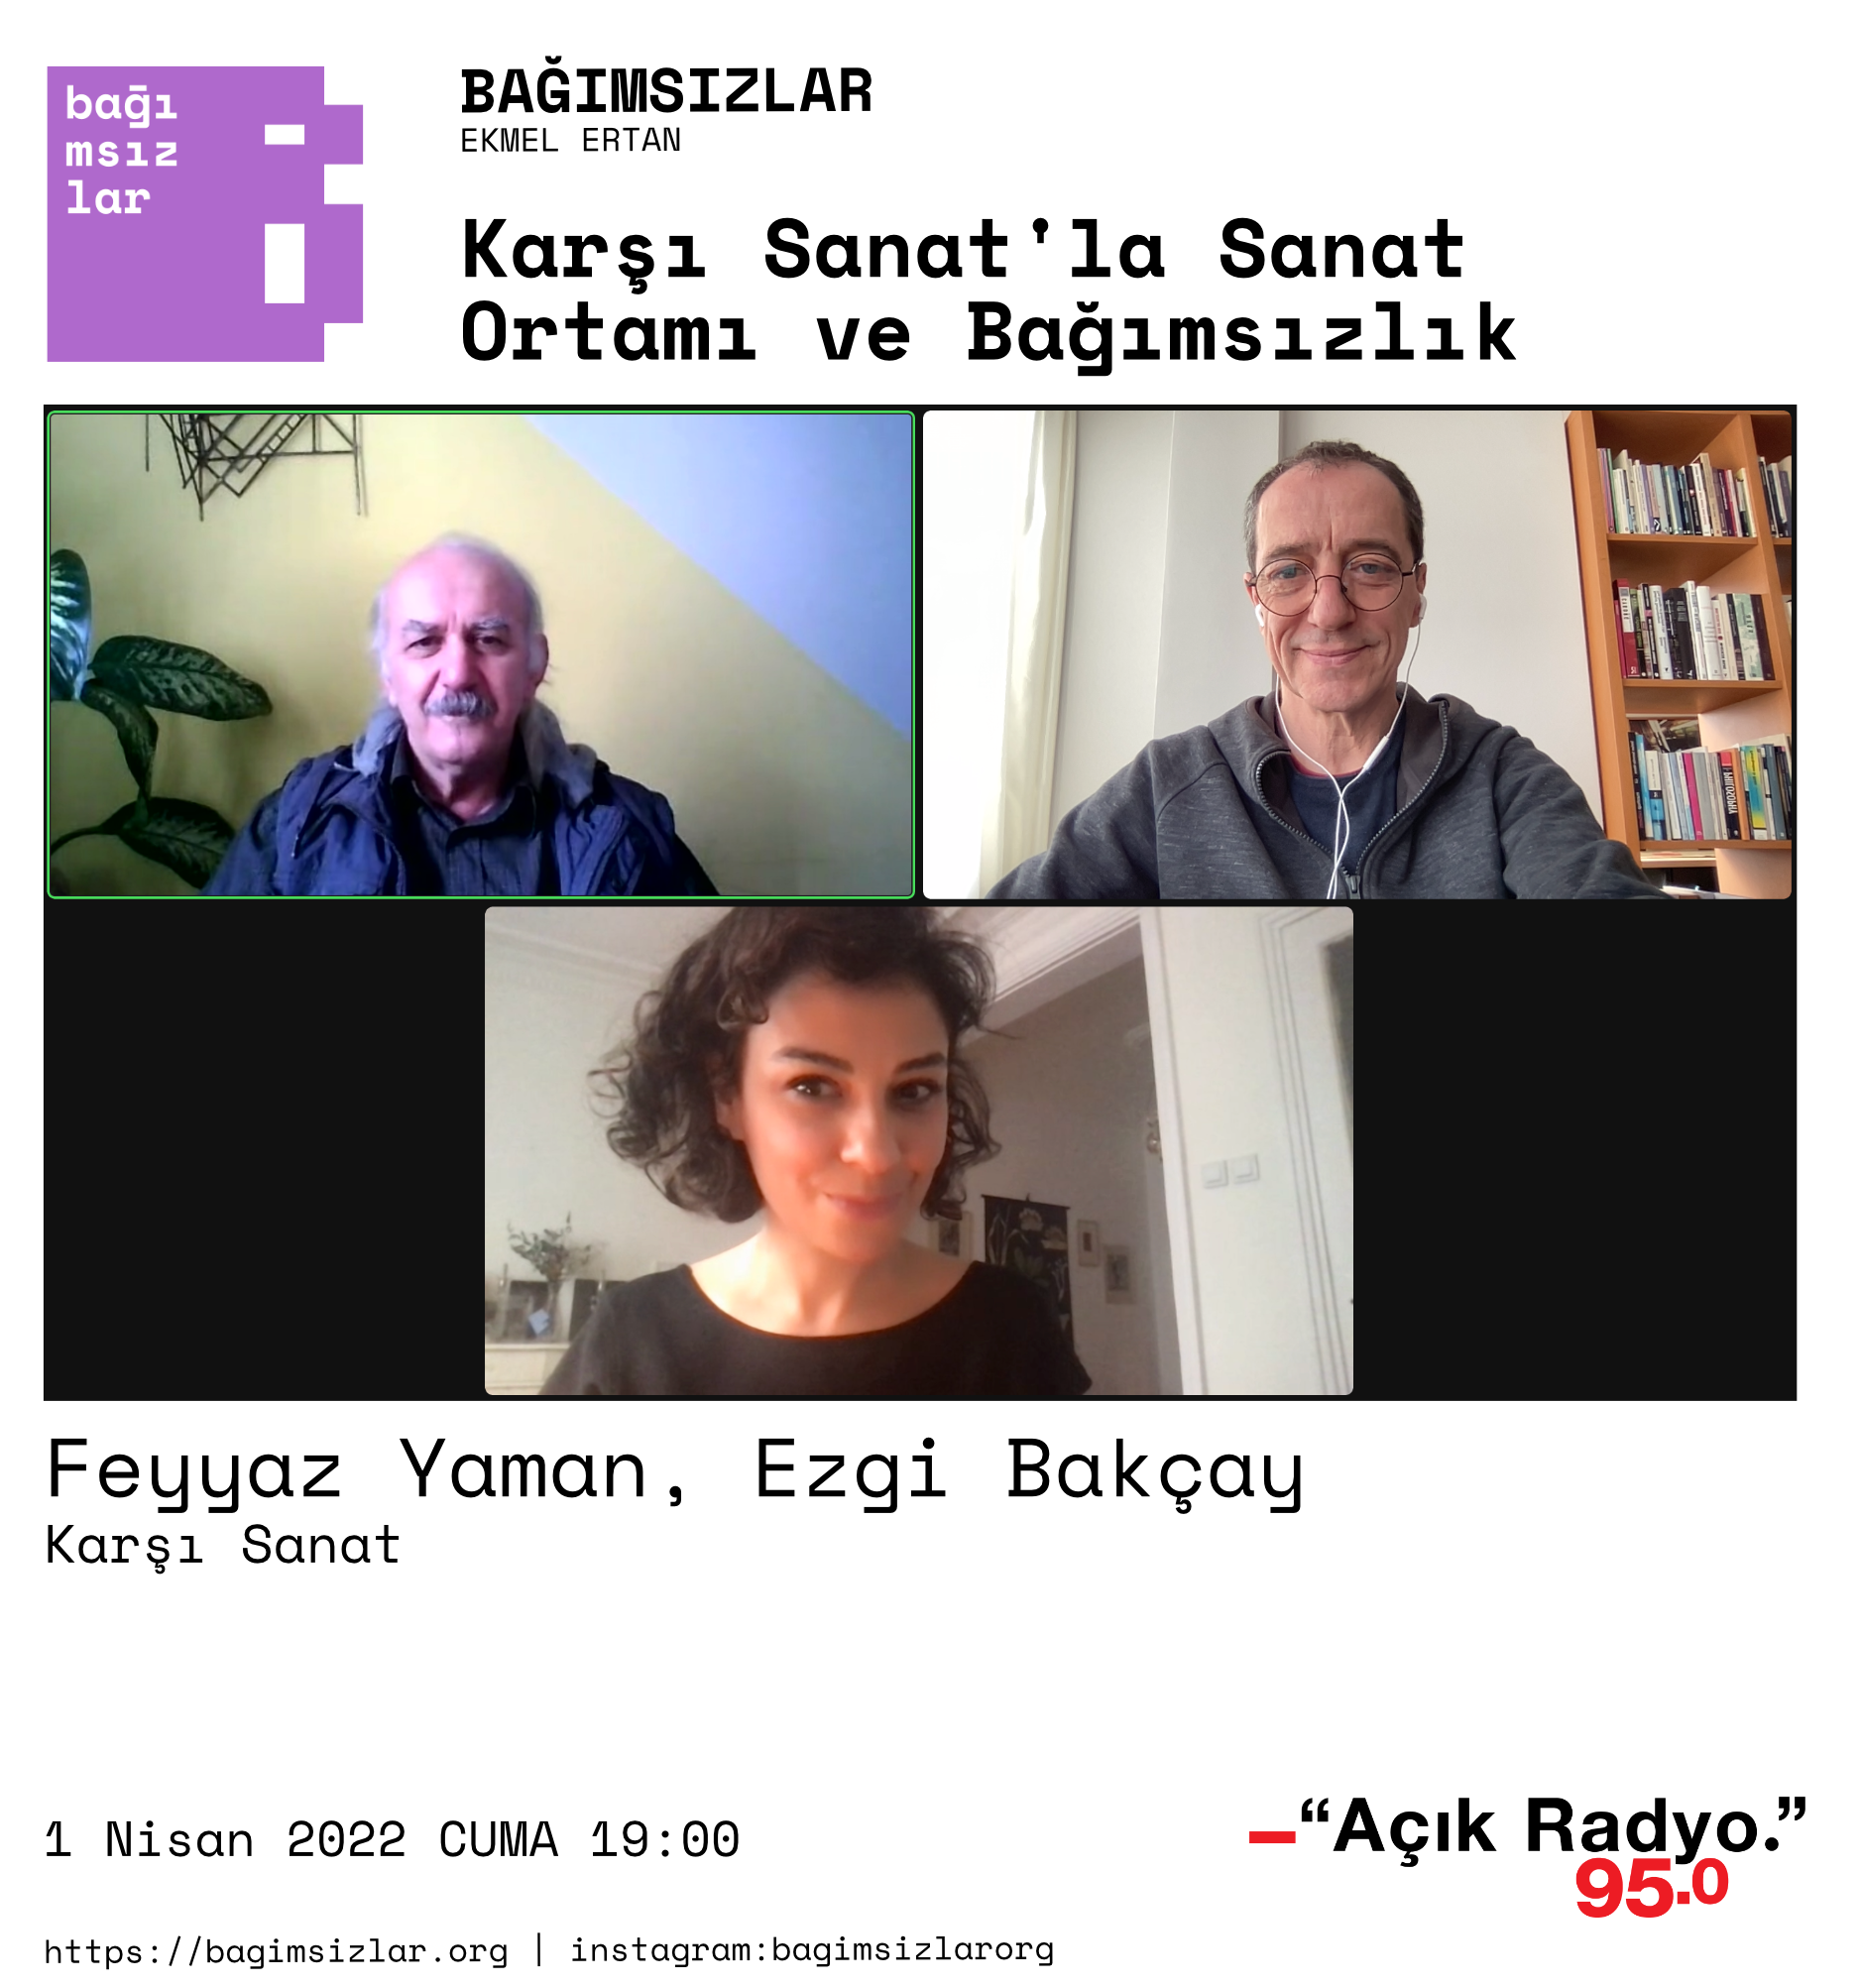 bağı
msız
lar
BAĞIMSIZLAR
EKMEL ERTAN
Karşı Sanat'la Sanat
Ortamı ve Bağımsızlık
PHILOSOPHY
Feyyaz Yaman, Ezgi Bakçay
Karşı Sanat
1 Nisan 2022 CUMA 19:00
“Açık Radyo.”
95.0
https://bagimsizlar.org | instagram:bagimsizlarorg